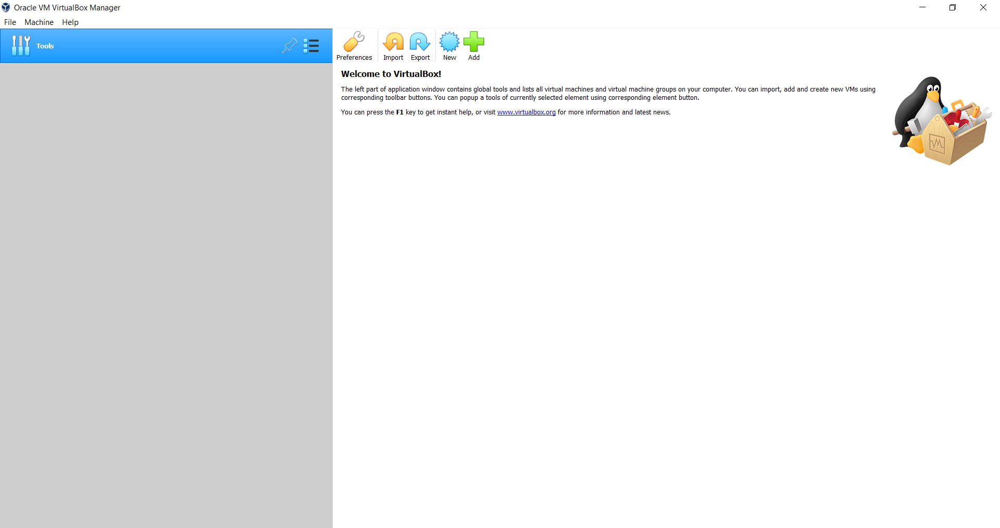 Oracle VM VirtualBox Manager
File Machine Help
Tools
Preferences Import Export New Add
Welcome to VirtualBox!
The left part of application window contains global tools and lists all virtual machines and virtual machine groups on your computer. You can import, add and create new VMs using
corresponding toolbar buttons. You can popup a tools of currently selected element using corresponding element button.
You can press the F1 key to get instant help, or visit www.virtualbox.org for more information and latest news.
VM